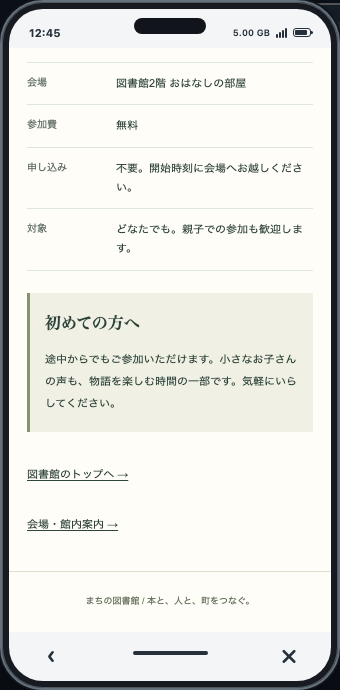 12:45
5.00 GB
会場
図書館2階 おはなしの部屋
参加費
無料
申し込み
不要。開始時刻に会場へお越しくださ
い。
対象
どなたでも。親子での参加も歓迎しま
す。
初めての方へ
途中からでもご参加いただけます。小さなお子さん
の声も、物語を楽しむ時間の一部です。気軽にいら
してください。
図書館のトップへ →
会場・館内案内 →
まちの図書館 / 本と、人と、町をつなぐ。